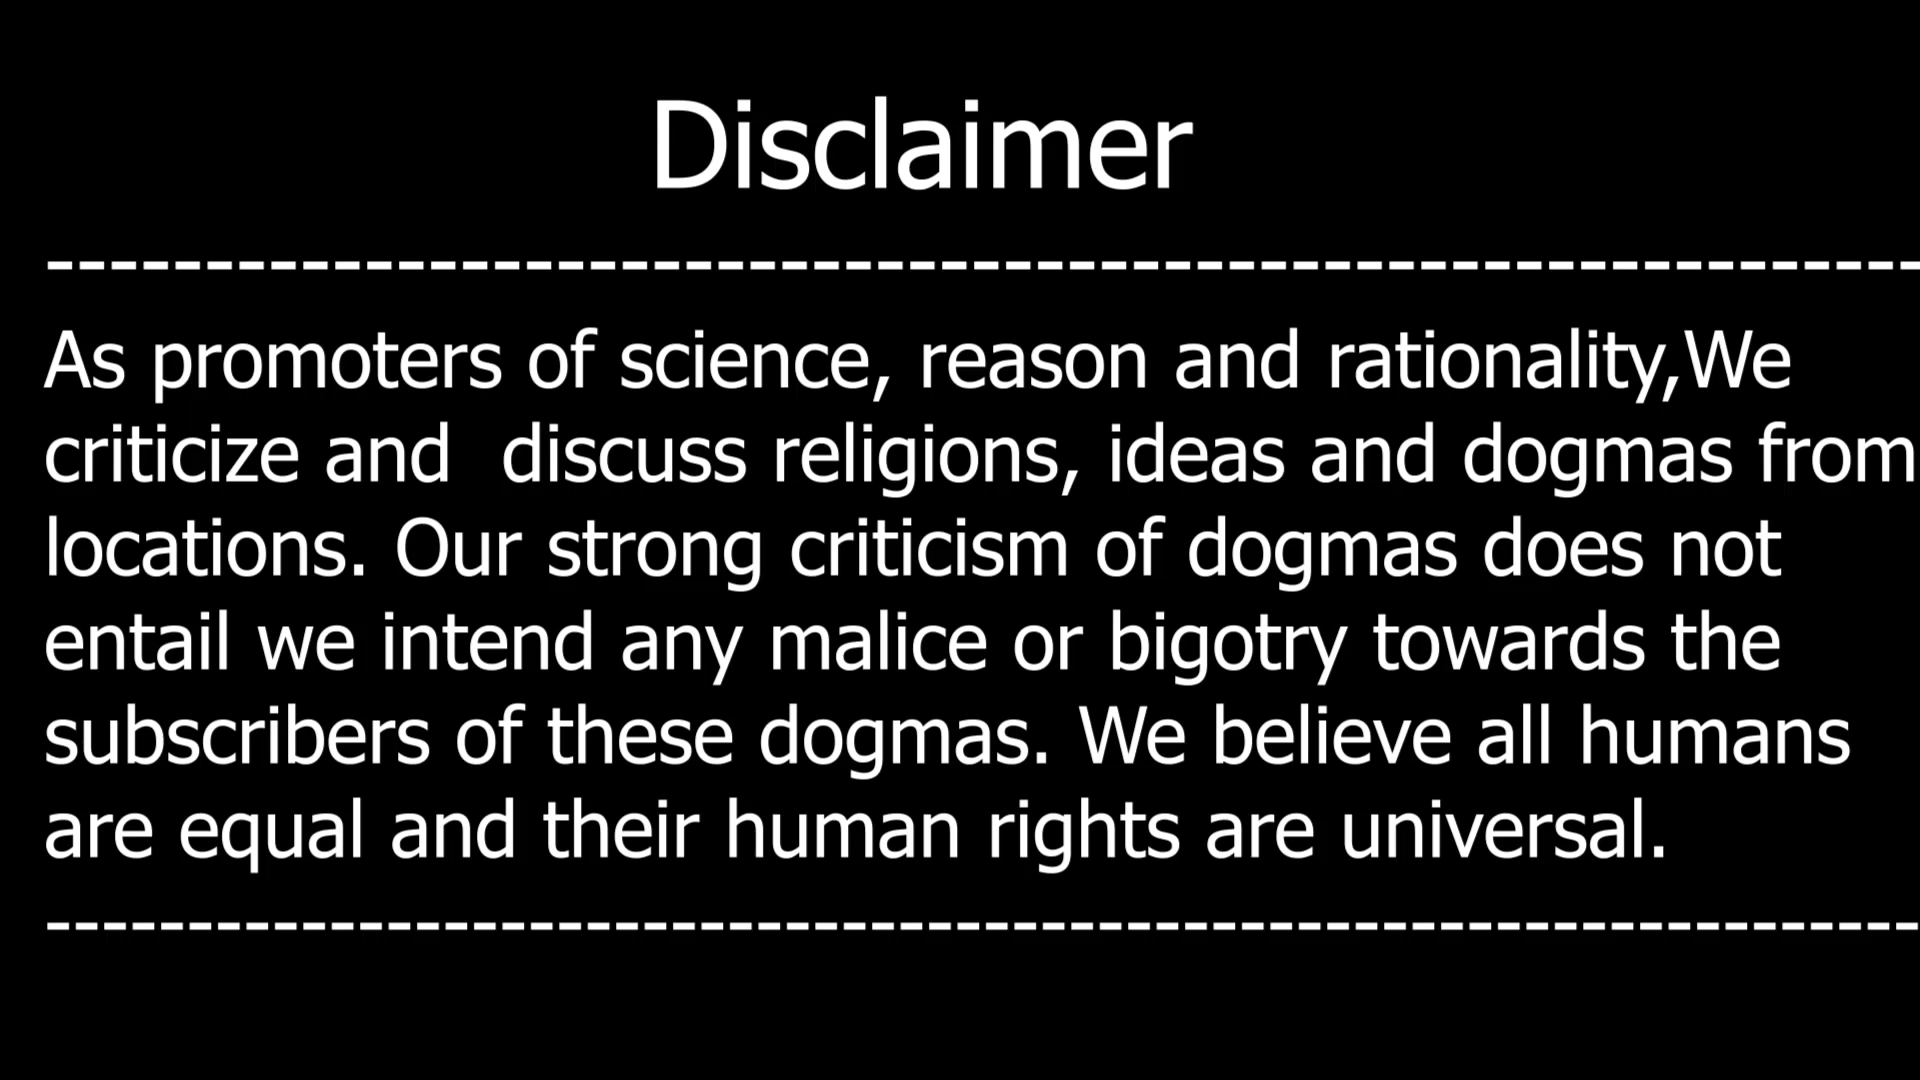 Disclaimer
------------------------------------------------------------
As promoters of science, reason and rationality,We
criticize and  discuss religions, ideas and dogmas from
locations. Our strong criticism of dogmas does not
entail we intend any malice or bigotry towards the
subscribers of these dogmas. We believe all humans
are equal and their human rights are universal.
------------------------------------------------------------------